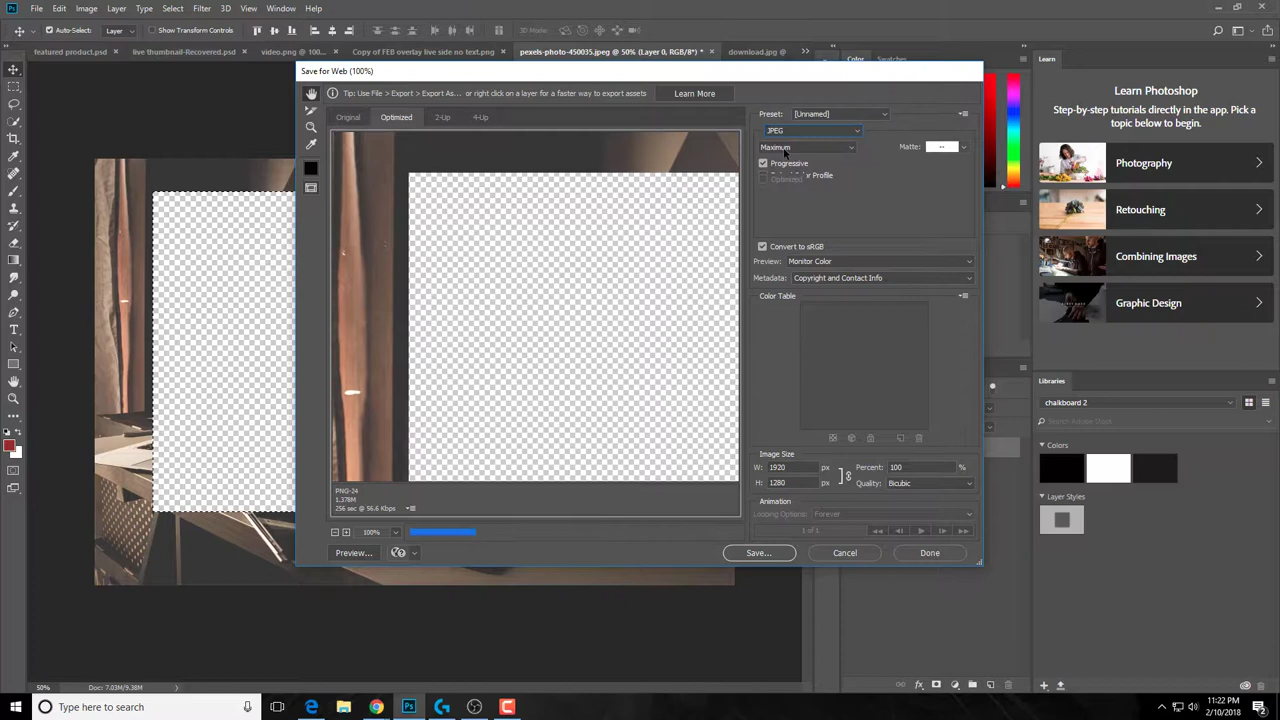 File Edit Image Layer Type Select Filter 3D View Window Help
Auto-Select: Layer Show Transform Controls 3D Mode:
featured product.psd × live thumbnail-Recovered.psd × video.png @ 100... × Copy of FEB overlay live side no text.png × pexels-photo-450035.jpeg @ 50% (Layer 0, RGB/8*) * × download.jpg @ ×
Color Swatches
Learn
Save for Web (100%)
Tip: Use File > Export > Export As... or right click on a layer for a faster way to export assets Learn More
Original Optimized 2-Up 4-Up
Preset: [Unnamed]
JPEG
Maximum Matte: --
Progressive
Optimized
Convert to sRGB
Preview: Monitor Color
Metadata: Copyright and Contact Info
Color Table
Image Size
W: 1920 px Percent: 100 %
H: 1280 px Quality: Bicubic
Animation
Looping Options: Forever
1 of 1
PNG-24
1.378M
256 sec @ 56.6 Kbps
100%
Preview... Save... Cancel Done
Learn Photoshop
Step-by-step tutorials directly in the app. Pick a
topic below to begin.
Photography
Retouching
Combining Images
Graphic Design
Libraries
chalkboard 2
Search Adobe Stock
Colors
Layer Styles
50% Doc: 7.03M/9.38M
Type here to search
11:22 PM
2/10/2018